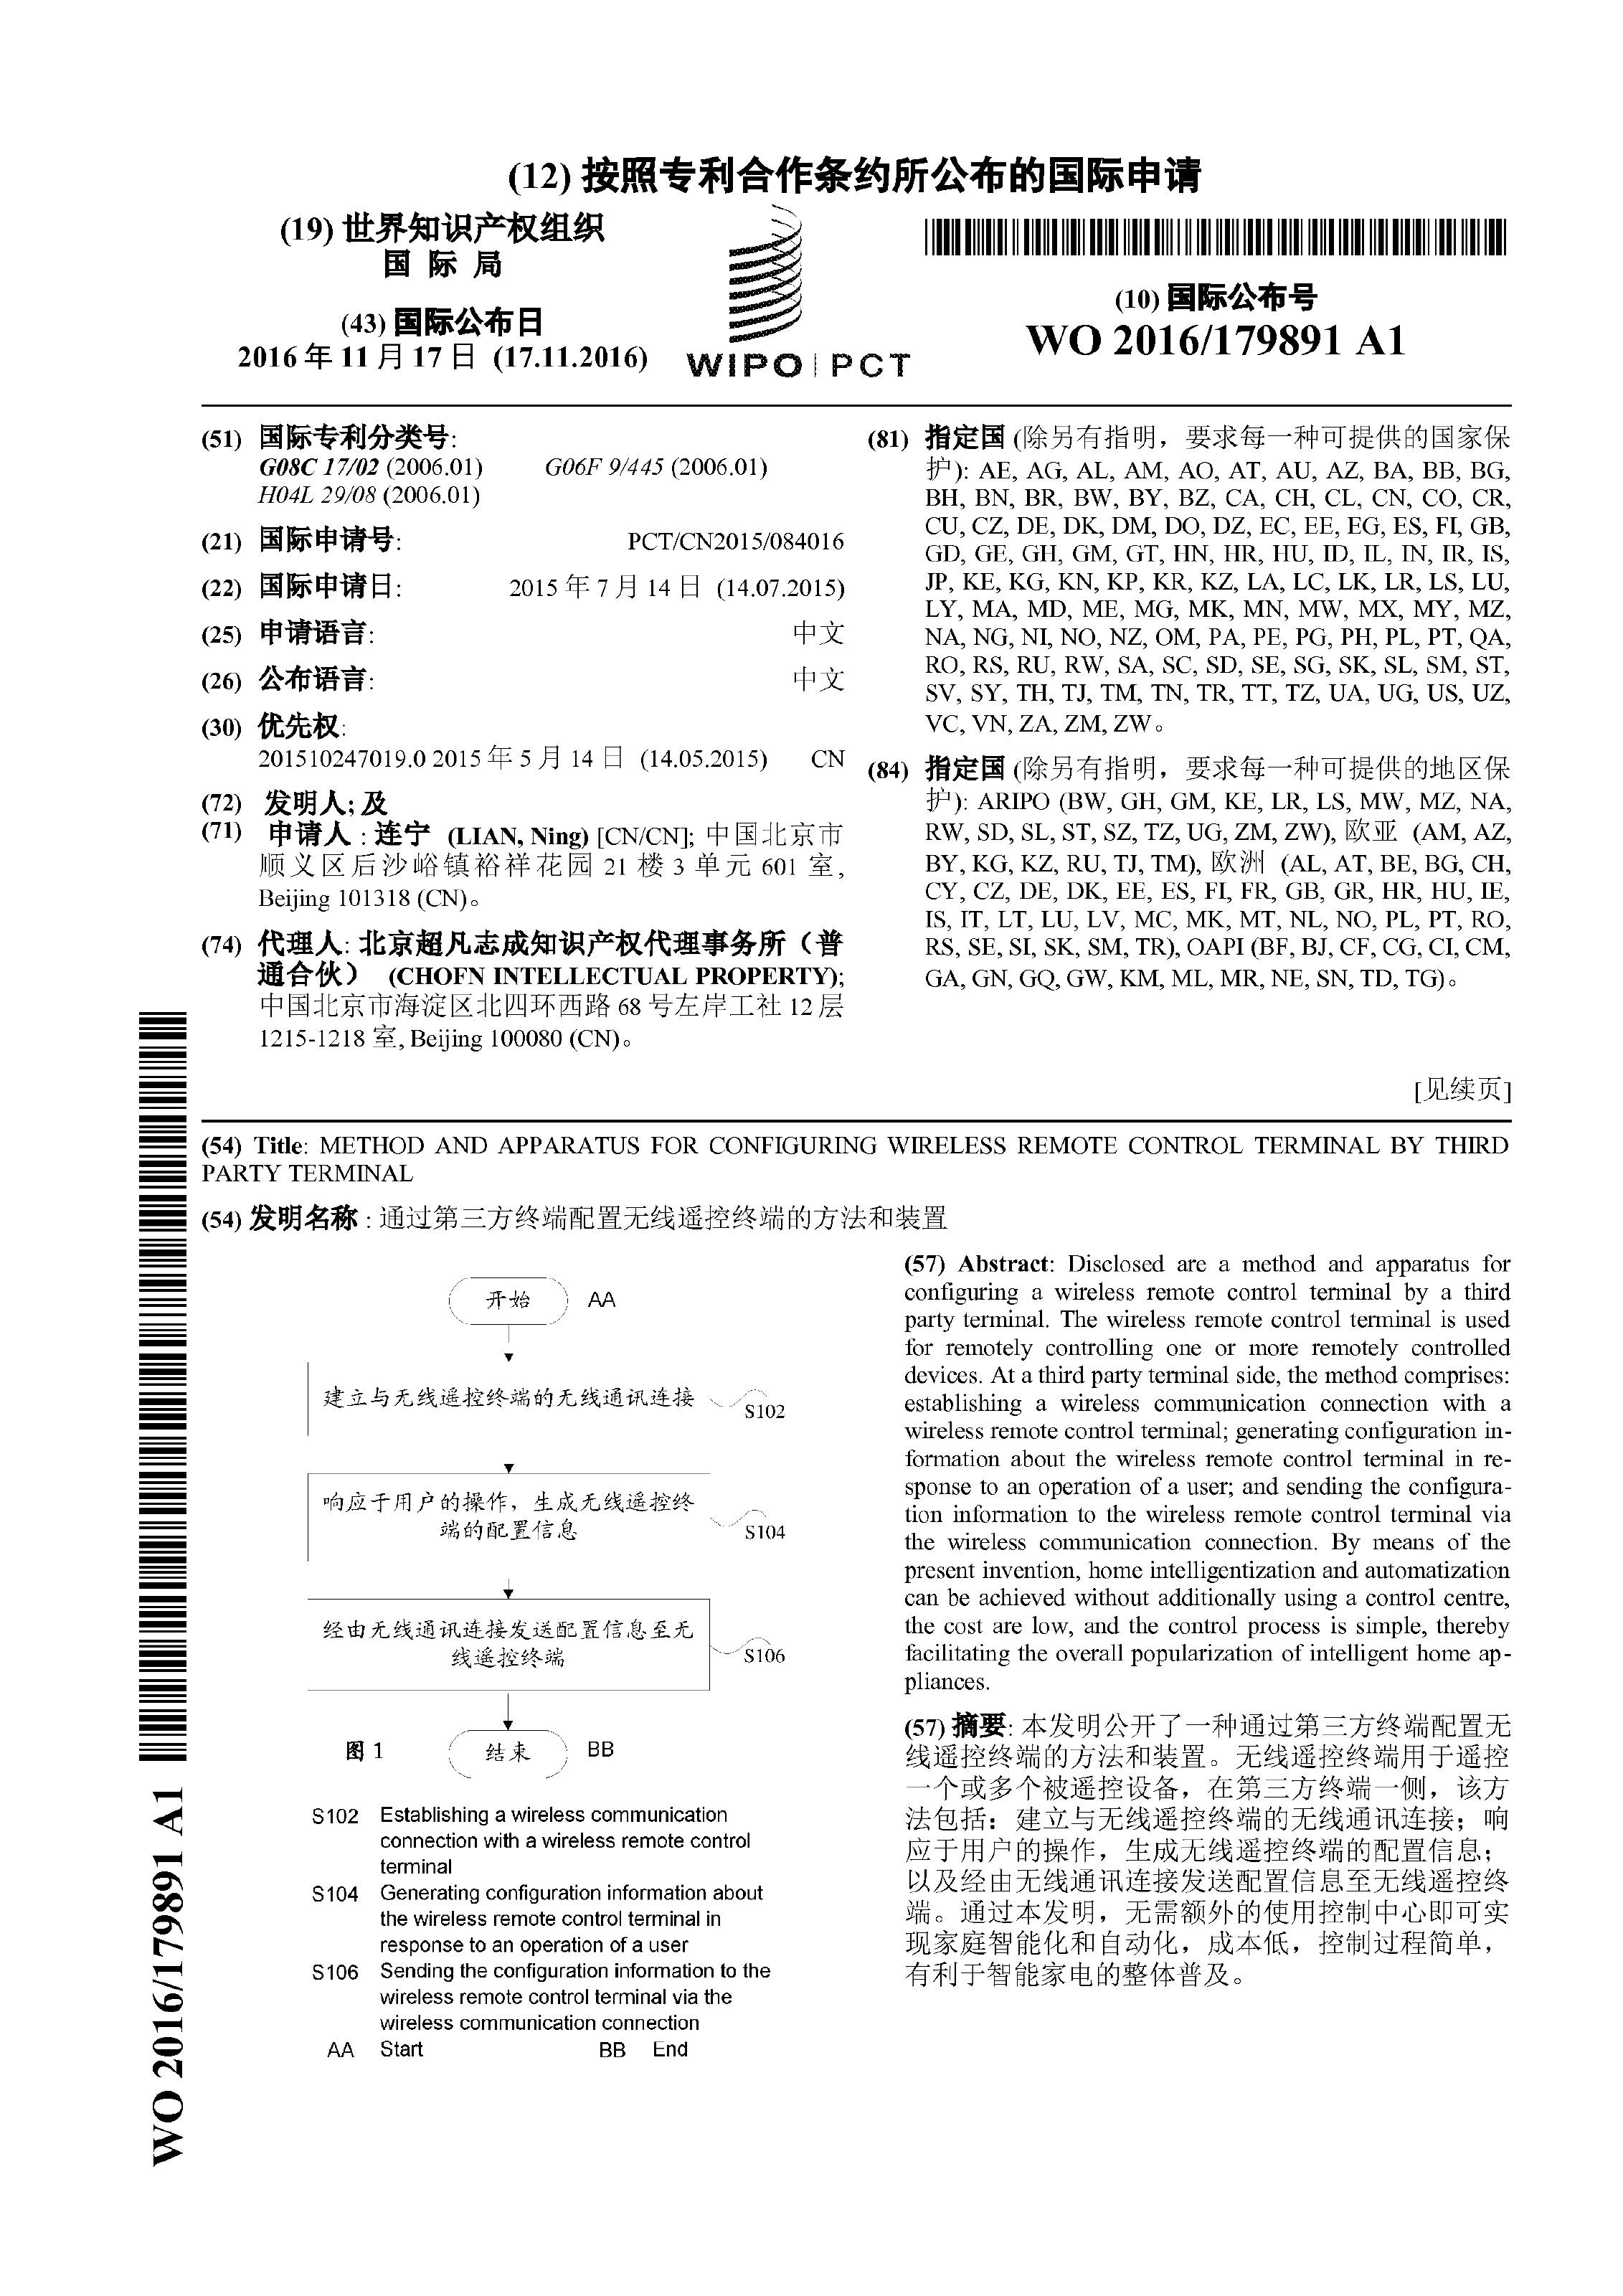 (12) 按照专利合作条约所公布的国际申请
(19) 世界知识产权组织
国 际 局
(43) 国际公布日
2016 年 11 月 17 日 (17.11.2016)
WIPO | PCT
(10) 国际公布号
WO 2016/179891 A1
(51) 国际专利分类号:
G08C 17/02 (2006.01) G06F 9/445 (2006.01)
H04L 29/08 (2006.01)
(21) 国际申请号: PCT/CN2015/084016
(22) 国际申请日: 2015 年 7 月 14 日 (14.07.2015)
(25) 申请语言: 中文
(26) 公布语言: 中文
(30) 优先权:
201510247019.0 2015 年 5 月 14 日 (14.05.2015) CN
(72) 发明人; 及
(71) 申请人 : 连宁 (LIAN, Ning) [CN/CN]; 中国北京市
顺义区后沙峪镇裕祥花园 21 楼 3 单元 601 室,
Beijing 101318 (CN)。
(74) 代理人: 北京超凡志成知识产权代理事务所（普
通合伙） (CHOFN INTELLECTUAL PROPERTY);
中国北京市海淀区北四环西路 68 号左岸工社 12 层
1215-1218 室, Beijing 100080 (CN)。
(81) 指定国 (除另有指明，要求每一种可提供的国家保
护): AE, AG, AL, AM, AO, AT, AU, AZ, BA, BB, BG,
BH, BN, BR, BW, BY, BZ, CA, CH, CL, CN, CO, CR,
CU, CZ, DE, DK, DM, DO, DZ, EC, EE, EG, ES, FI, GB,
GD, GE, GH, GM, GT, HN, HR, HU, ID, IL, IN, IR, IS,
JP, KE, KG, KN, KP, KR, KZ, LA, LC, LK, LR, LS, LU,
LY, MA, MD, ME, MG, MK, MN, MW, MX, MY, MZ,
NA, NG, NI, NO, NZ, OM, PA, PE, PG, PH, PL, PT, QA,
RO, RS, RU, RW, SA, SC, SD, SE, SG, SK, SL, SM, ST,
SV, SY, TH, TJ, TM, TN, TR, TT, TZ, UA, UG, US, UZ,
VC, VN, ZA, ZM, ZW。
(84) 指定国 (除另有指明，要求每一种可提供的地区保
护): ARIPO (BW, GH, GM, KE, LR, LS, MW, MZ, NA,
RW, SD, SL, ST, SZ, TZ, UG, ZM, ZW), 欧亚 (AM, AZ,
BY, KG, KZ, RU, TJ, TM), 欧洲 (AL, AT, BE, BG, CH,
CY, CZ, DE, DK, EE, ES, FI, FR, GB, GR, HR, HU, IE,
IS, IT, LT, LU, LV, MC, MK, MT, NL, NO, PL, PT, RO,
RS, SE, SI, SK, SM, TR), OAPI (BF, BJ, CF, CG, CI, CM,
GA, GN, GQ, GW, KM, ML, MR, NE, SN, TD, TG)。
[见续页]
(54) Title: METHOD AND APPARATUS FOR CONFIGURING WIRELESS REMOTE CONTROL TERMINAL BY THIRD
PARTY TERMINAL
(54) 发明名称 : 通过第三方终端配置无线遥控终端的方法和装置
开始 AA
建立与无线遥控终端的无线通讯连接 S102
响应于用户的操作，生成无线遥控终
端的配置信息 S104
经由无线通讯连接发送配置信息至无
线遥控终端 S106
图 1 结束 BB
S102 Establishing a wireless communication
connection with a wireless remote control
terminal
S104 Generating configuration information about
the wireless remote control terminal in
response to an operation of a user
S106 Sending the configuration information to the
wireless remote control terminal via the
wireless communication connection
AA Start BB End
(57) Abstract: Disclosed are a method and apparatus for
configuring a wireless remote control terminal by a third
party terminal. The wireless remote control terminal is used
for remotely controlling one or more remotely controlled
devices. At a third party terminal side, the method comprises:
establishing a wireless communication connection with a
wireless remote control terminal; generating configuration in-
formation about the wireless remote control terminal in re-
sponse to an operation of a user; and sending the configura-
tion information to the wireless remote control terminal via
the wireless communication connection. By means of the
present invention, home intelligentization and automatization
can be achieved without additionally using a control centre,
the cost are low, and the control process is simple, thereby
facilitating the overall popularization of intelligent home ap-
pliances.
(57) 摘要: 本发明公开了一种通过第三方终端配置无
线遥控终端的方法和装置。无线遥控终端用于遥控
一个或多个被遥控设备，在第三方终端一侧，该方
法包括：建立与无线遥控终端的无线通讯连接；响
应于用户的操作，生成无线遥控终端的配置信息；
以及经由无线通讯连接发送配置信息至无线遥控终
端。通过本发明，无需额外的使用控制中心即可实
现家庭智能化和自动化，成本低，控制过程简单，
有利于智能家电的整体普及。
WO 2016/179891 A1